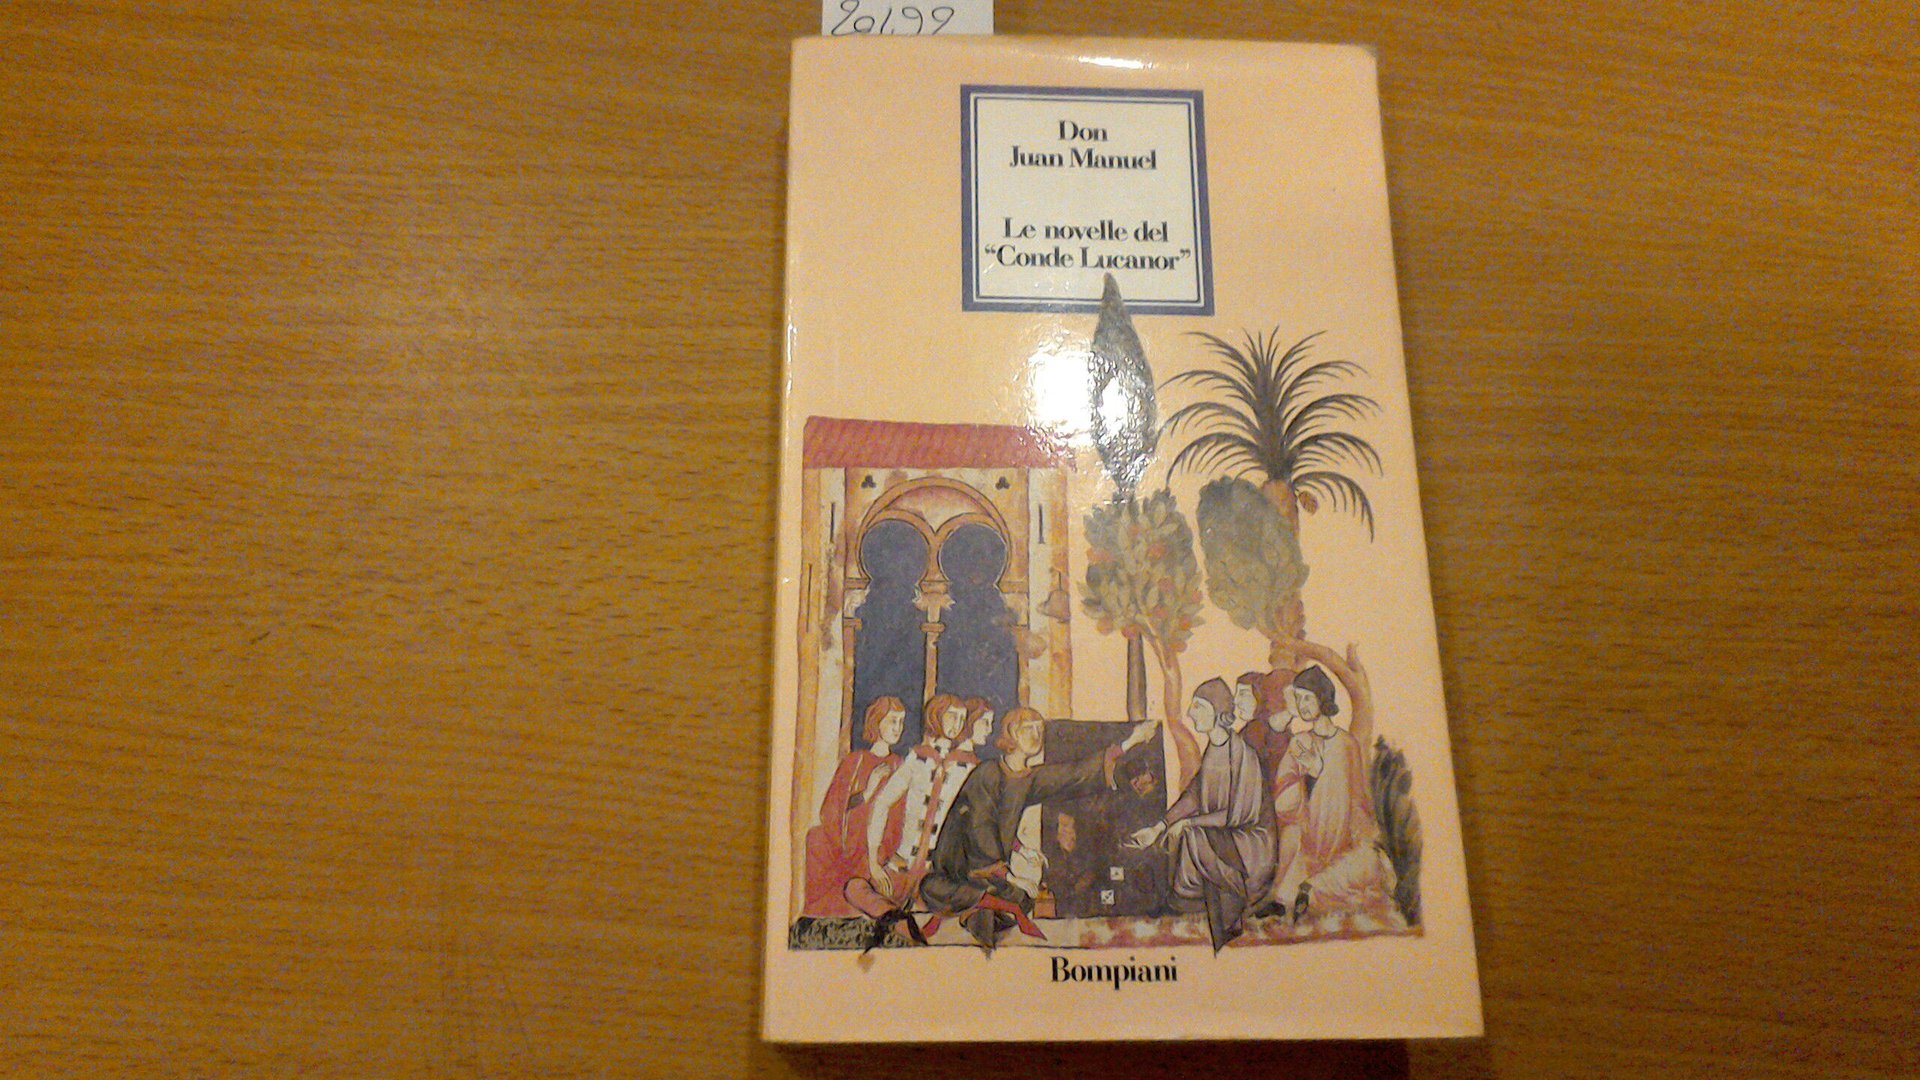 Don
Juan Manuel
Le novelle del
“Conde Lucanor”
Bompiani